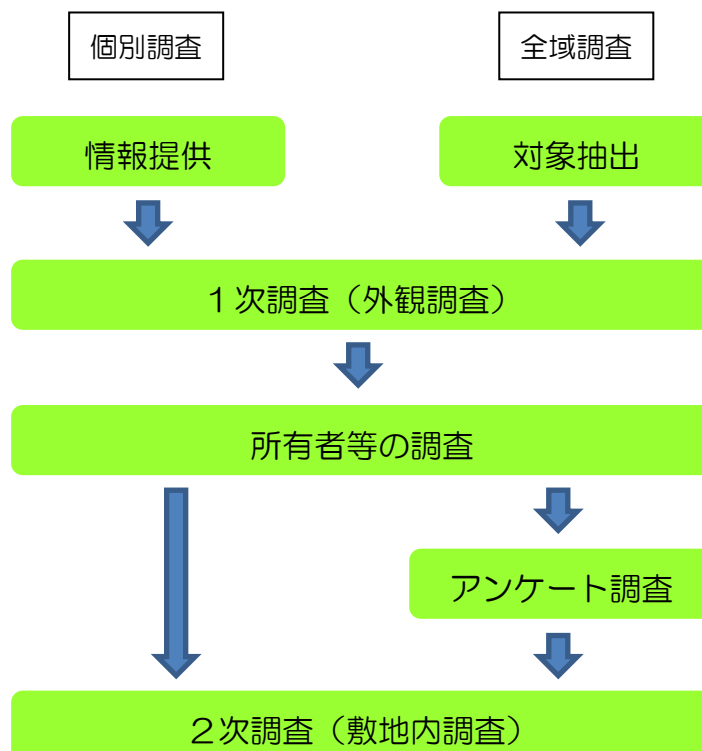 個別調査
全域調査
情報提供
対象抽出
１次調査（外観調査）
所有者等の調査
アンケート調査
２次調査（敷地内調査）